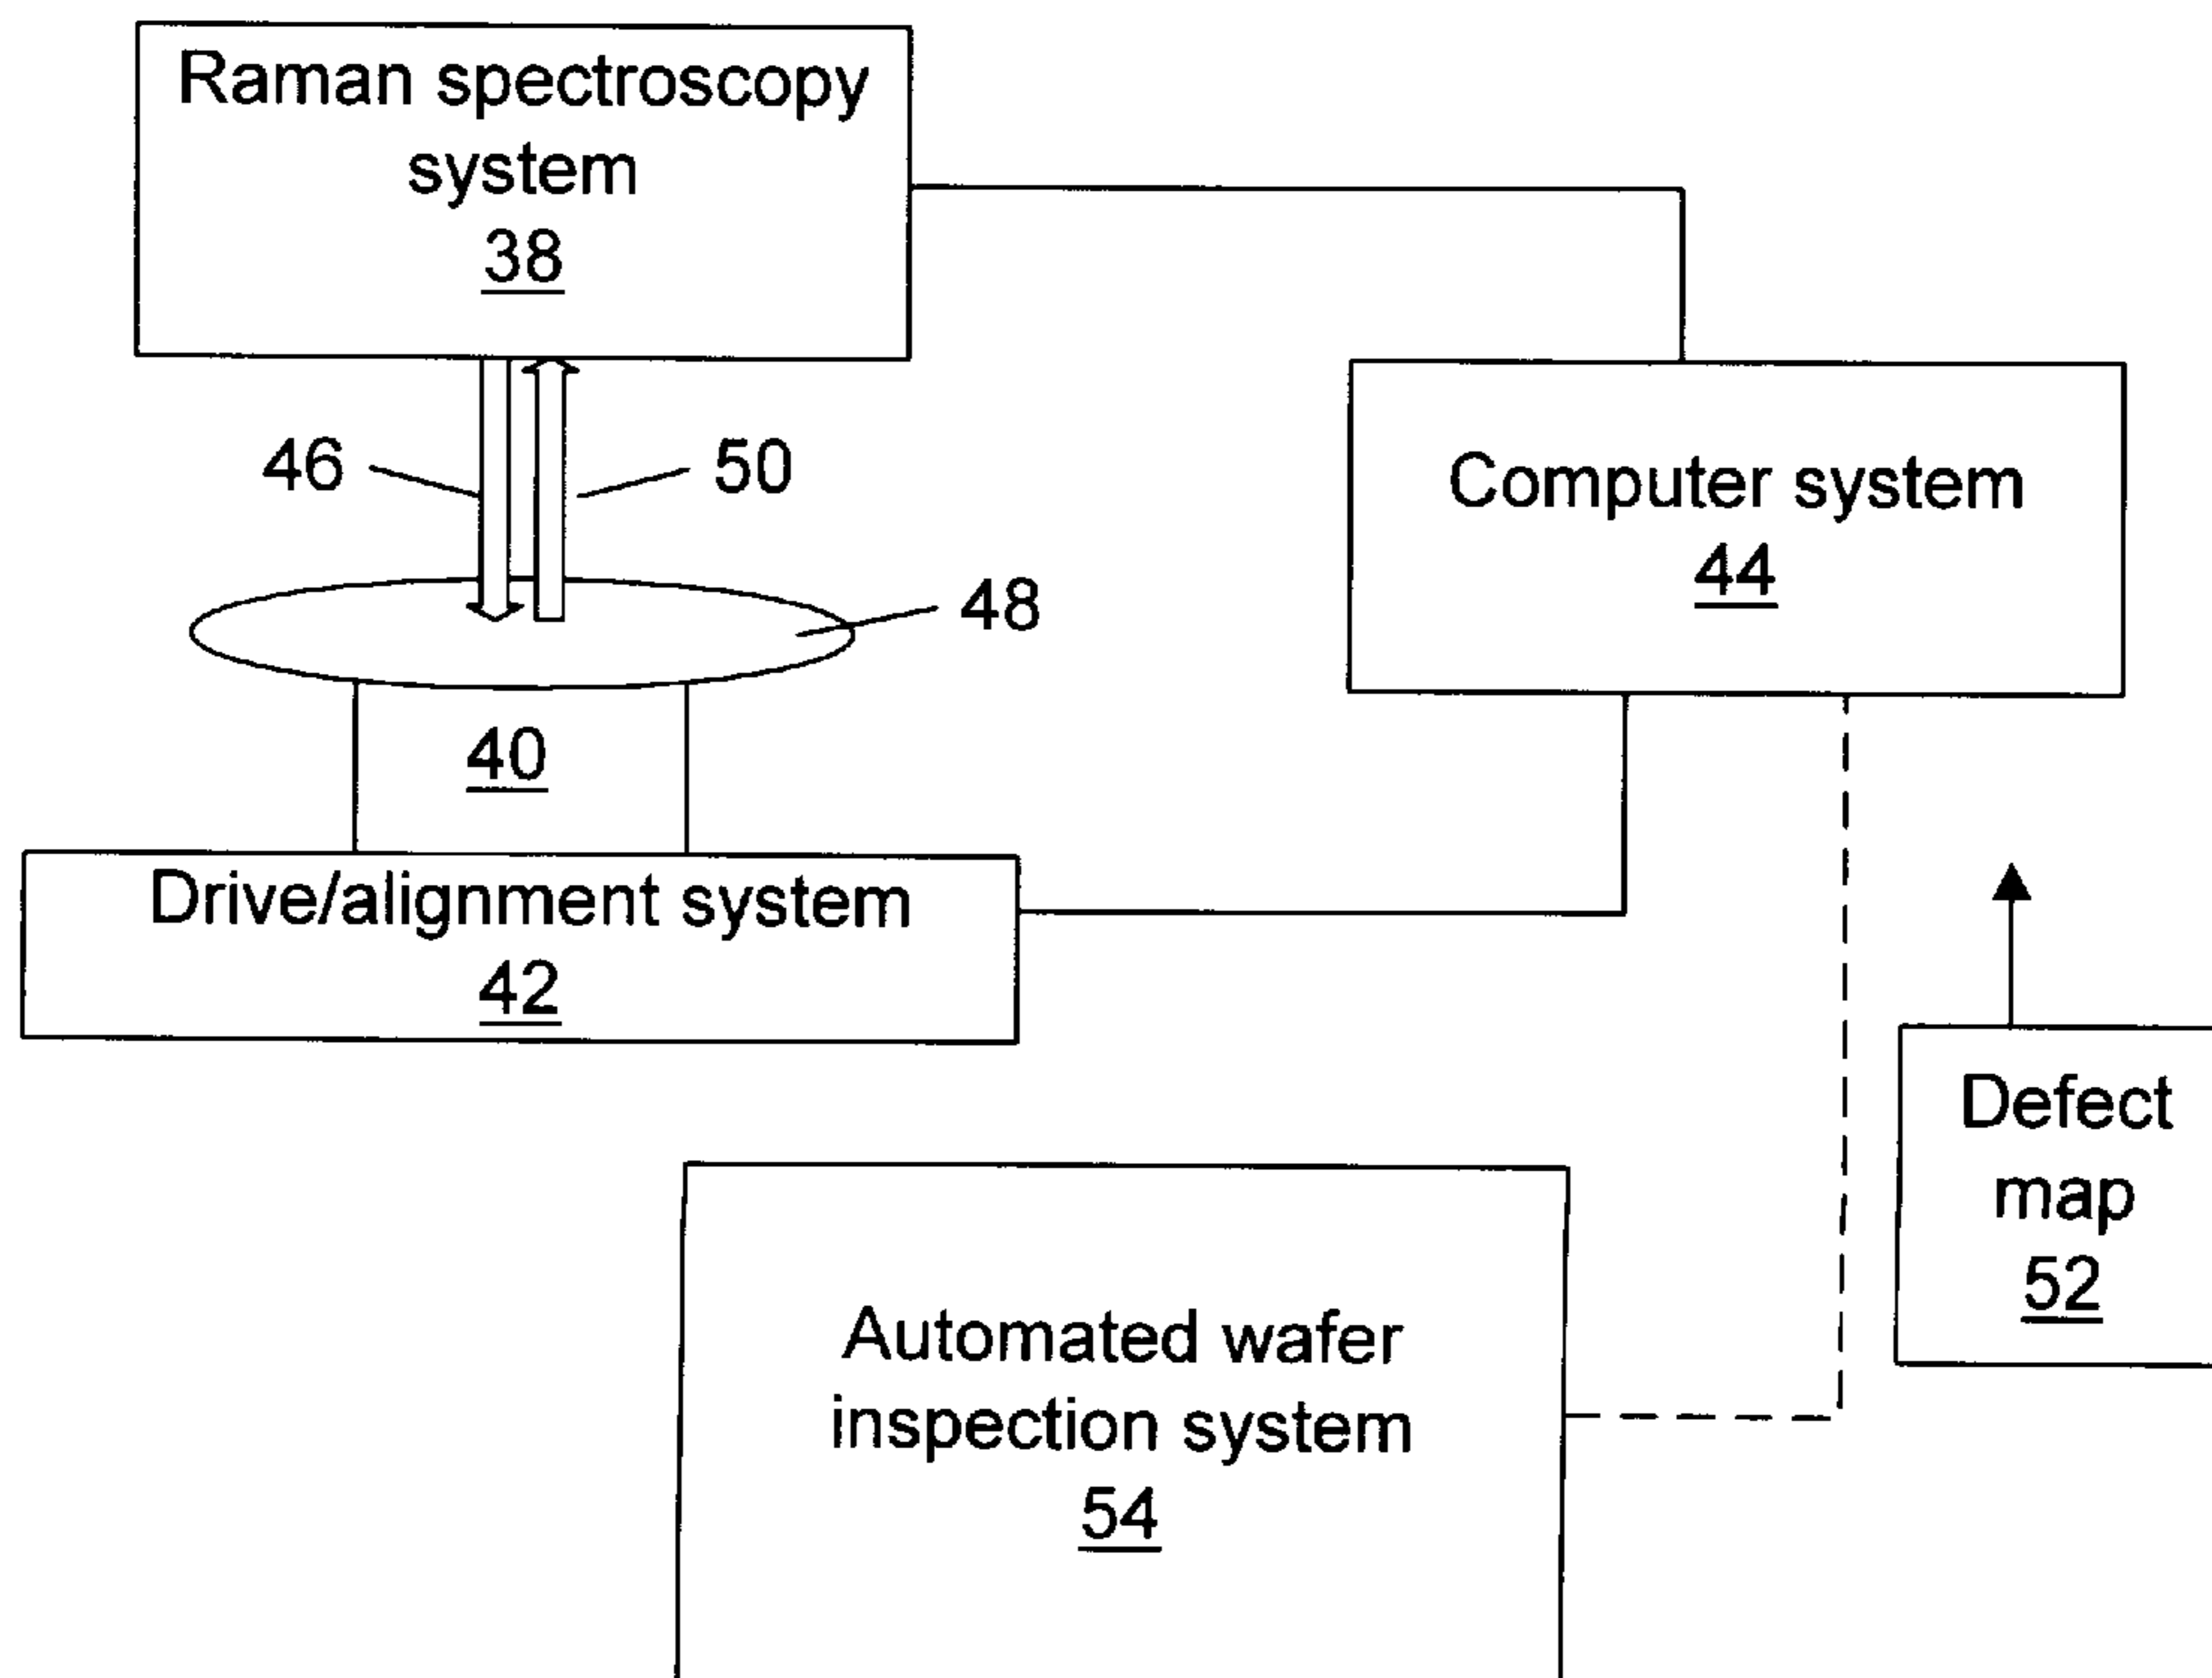 Raman spectroscopy
system
38
46
50
48
Computer system
44
40
Drive/alignment system
42
Defect
map
52
Automated wafer
inspection system
54